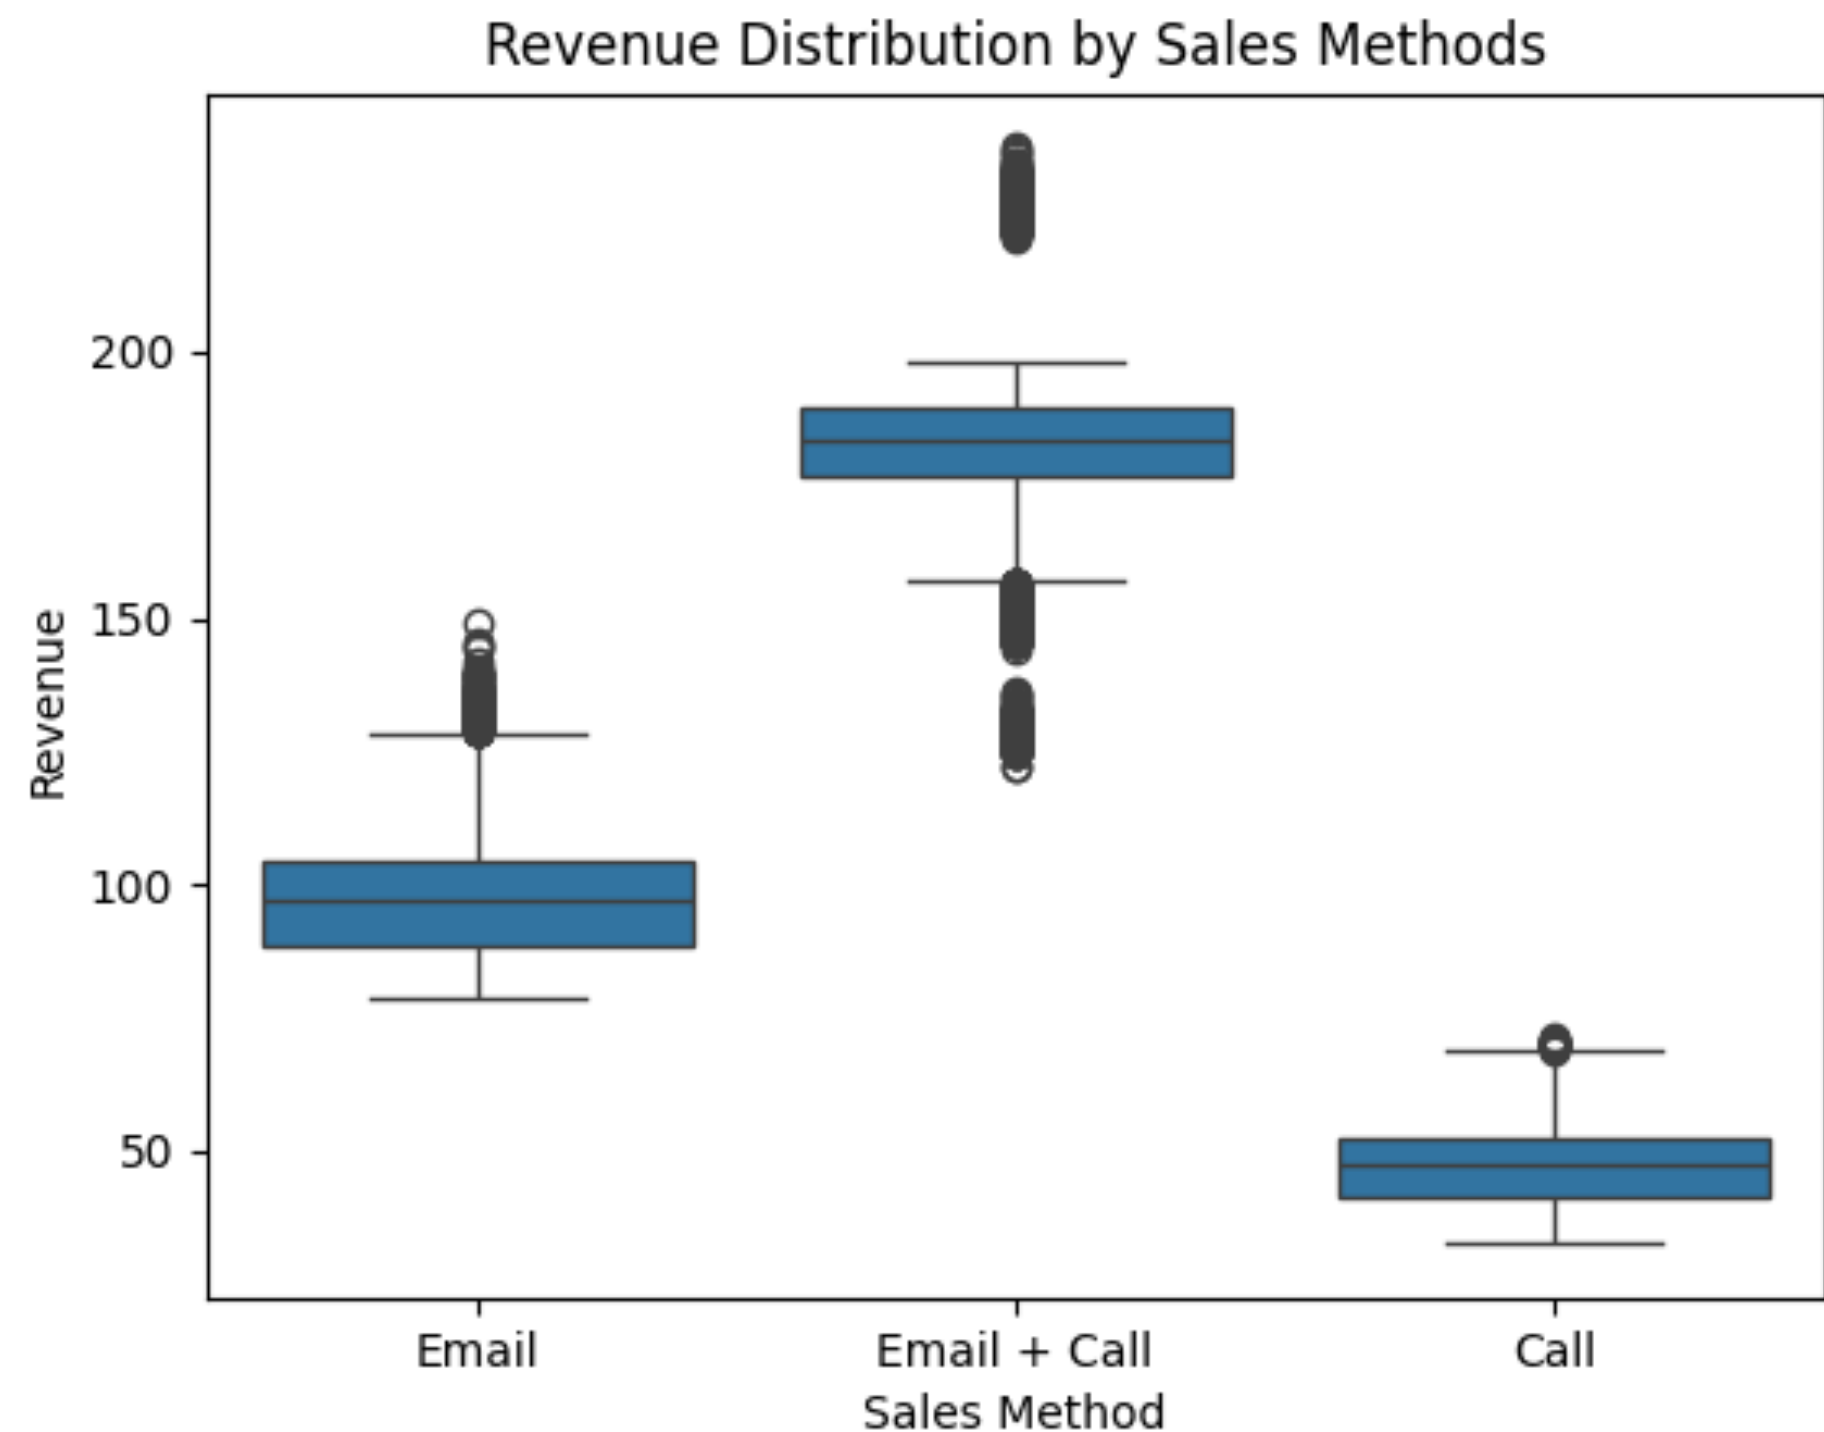 Revenue Distribution by Sales Methods
Revenue
200
150
100
50
Email
Email + Call
Call
Sales Method